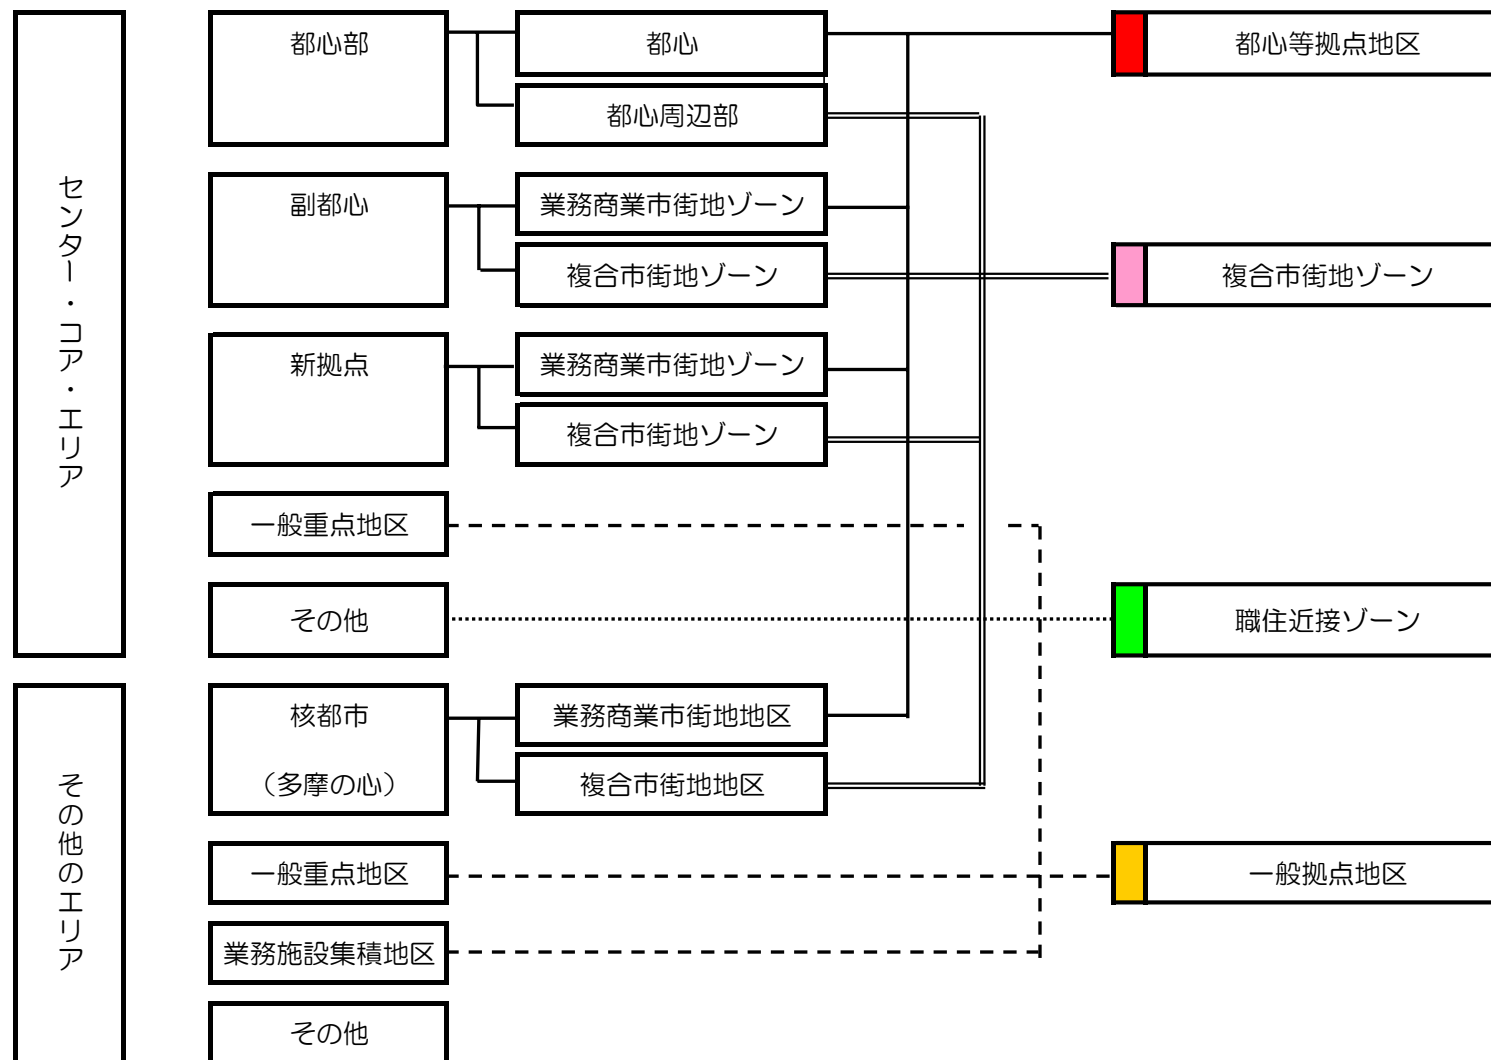 センター・コア・エリア
都心部
都心
都心等拠点地区
都心周辺部
副都心
業務商業市街地ゾーン
複合市街地ゾーン
複合市街地ゾーン
新拠点
業務商業市街地ゾーン
複合市街地ゾーン
一般重点地区
その他
職住近接ゾーン
その他のエリア
核都市
（多摩の心）
業務商業市街地地区
複合市街地地区
一般重点地区
一般拠点地区
業務施設集積地区
その他